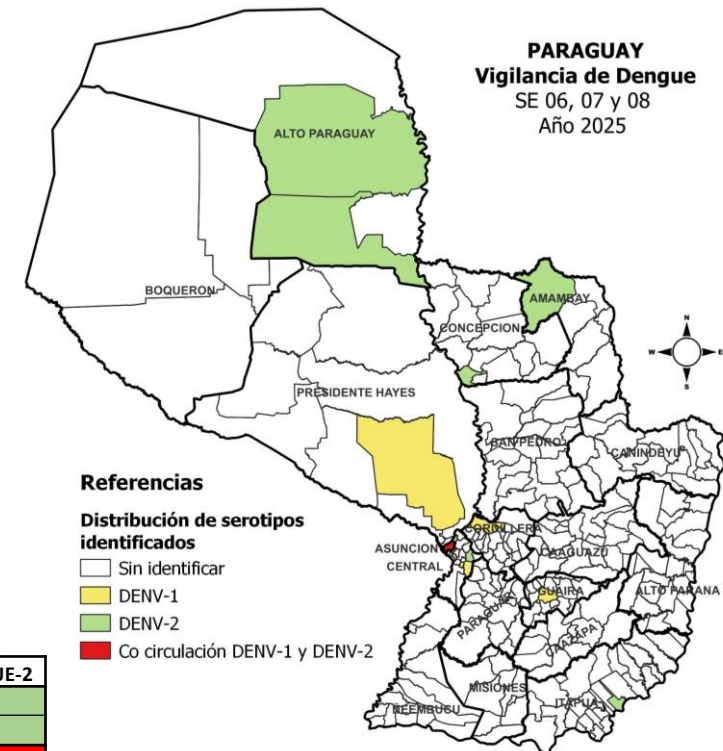 PARAGUAY
Vigilancia de Dengue
SE 06, 07 y 08
Año 2025
ALTO PARAGUAY
BOQUERON
AMAMBAY
CONCEPCION
N
W
E
S
PRESIDENTE HAYES
SAN PEDRO
CANINDEYU
Referencias
Distribución de serotipos
identificados
Sin identificar
DENV-1
DENV-2
Co circulación DENV-1 y DENV-2
CORDILLERA
ASUNCION
CENTRAL
CAAGUAZU
ALTO PARANA
GUAIRA
PARAGUARI
CAAZAPA
MISIONES
ITAPUA
ÑEEMBUCU
UE-2